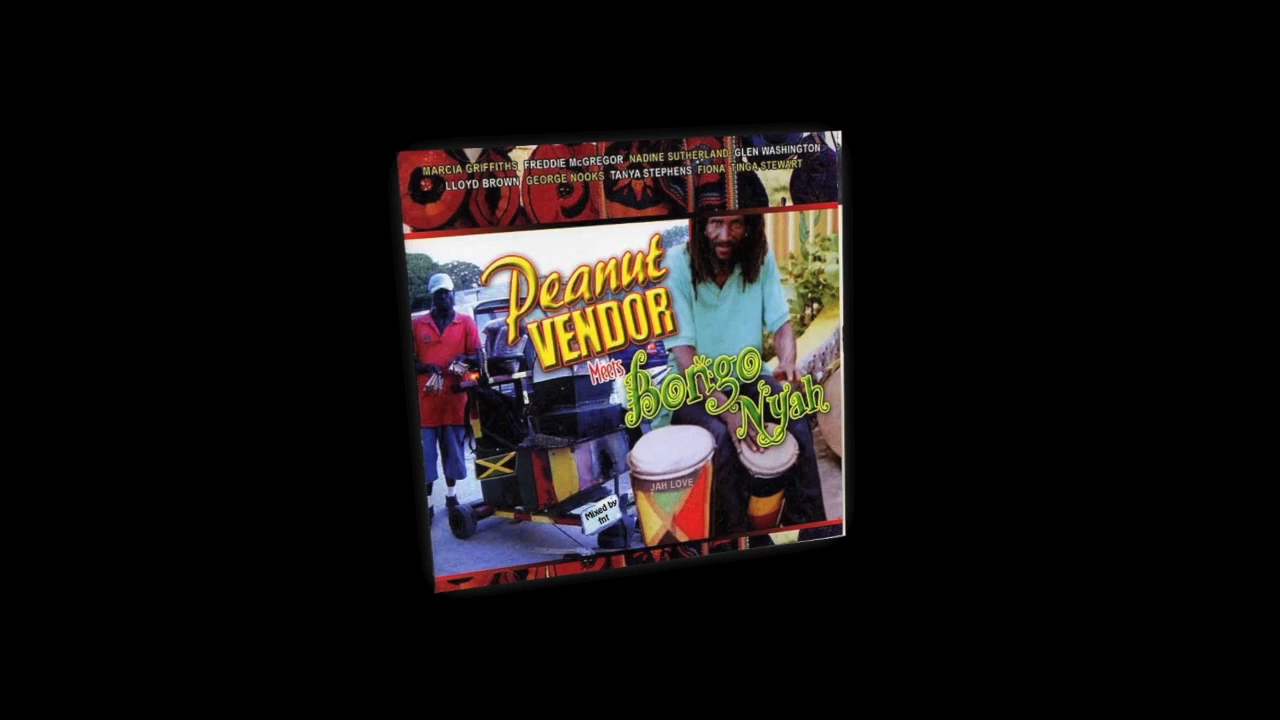 MARCIA GRIFFITHS FREDDIE McGREGOR NADINE SUTHERLAND GLEN WASHINGTON
LLOYD BROWN GEORGE NOOKS TANYA STEPHENS FIONA TINGA STEWART
Peanut
VENDOR
Meets
Bongo
Nyah
JAH LOVE
Mixed by
fnt